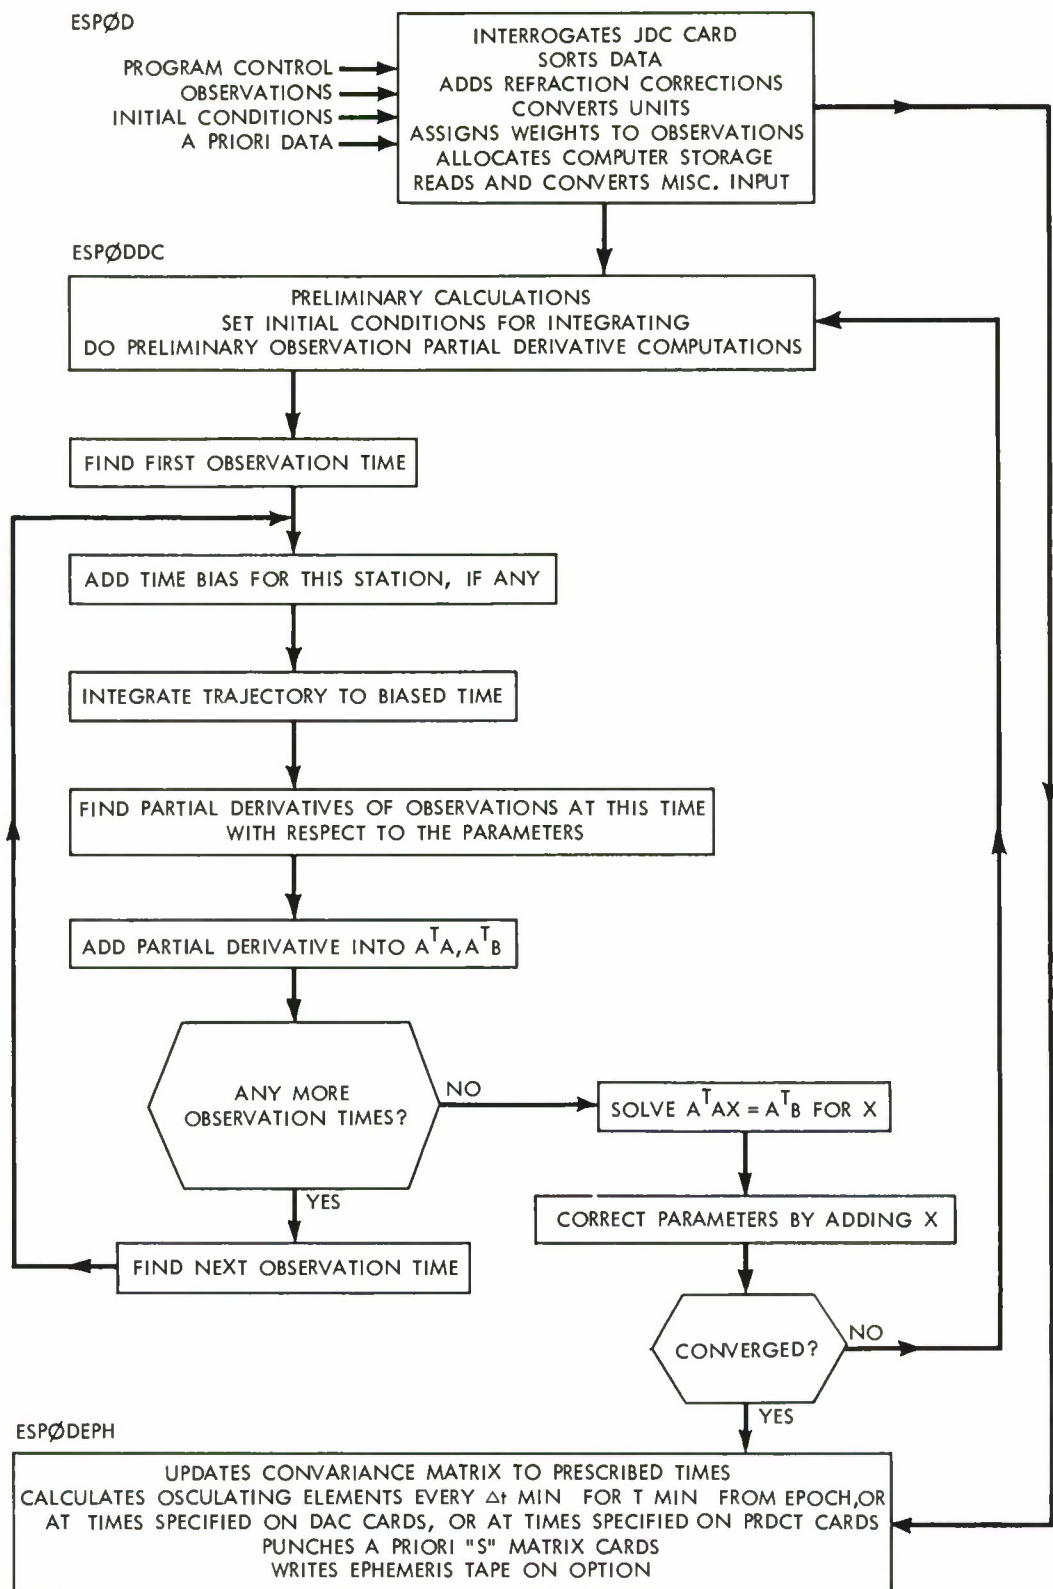 ESPØD
PROGRAM CONTROL
OBSERVATIONS
INITIAL CONDITIONS
A PRIORI DATA
INTERROGATES JDC CARD
SORTS DATA
ADDS REFRACTION CORRECTIONS
CONVERTS UNITS
ASSIGNS WEIGHTS TO OBSERVATIONS
ALLOCATES COMPUTER STORAGE
READS AND CONVERTS MISC. INPUT
ESPØDDC
PRELIMINARY CALCULATIONS
SET INITIAL CONDITIONS FOR INTEGRATING
DO PRELIMINARY OBSERVATION PARTIAL DERIVATIVE COMPUTATIONS
FIND FIRST OBSERVATION TIME
ADD TIME BIAS FOR THIS STATION, IF ANY
INTEGRATE TRAJECTORY TO BIASED TIME
FIND PARTIAL DERIVATIVES OF OBSERVATIONS AT THIS TIME
WITH RESPECT TO THE PARAMETERS
ADD PARTIAL DERIVATIVE INTO AᵀA, AᵀB
ANY MORE
OBSERVATION TIMES?
NO
YES
SOLVE AᵀAX = AᵀB FOR X
CORRECT PARAMETERS BY ADDING X
FIND NEXT OBSERVATION TIME
CONVERGED?
NO
YES
ESPØDEPH
UPDATES CONVARIANCE MATRIX TO PRESCRIBED TIMES
CALCULATES OSCULATING ELEMENTS EVERY Δt MIN FOR T MIN FROM EPOCH, OR
AT TIMES SPECIFIED ON DAC CARDS, OR AT TIMES SPECIFIED ON PRDCT CARDS
PUNCHES A PRIORI "S" MATRIX CARDS
WRITES EPHEMERIS TAPE ON OPTION